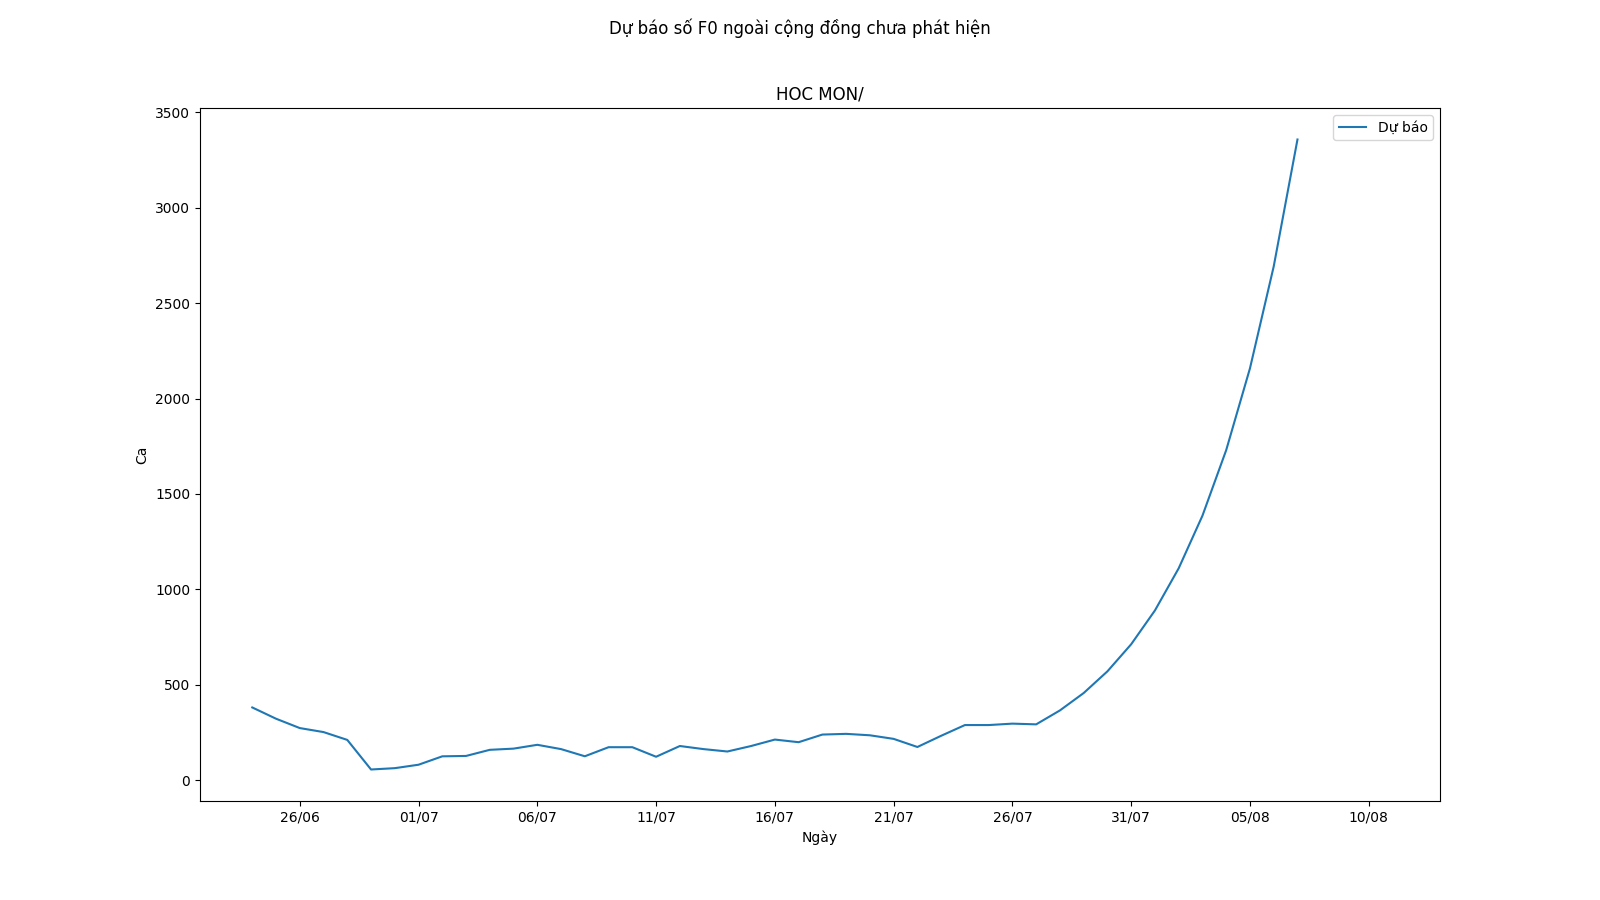 Dự báo số F0 ngoài cộng đồng chưa phát hiện
HOC MON/
Dự báo
3500
3000
2500
2000
1500
1000
500
0
Ca
26/06 01/07 06/07 11/07 16/07 21/07 26/07 31/07 05/08 10/08
Ngày